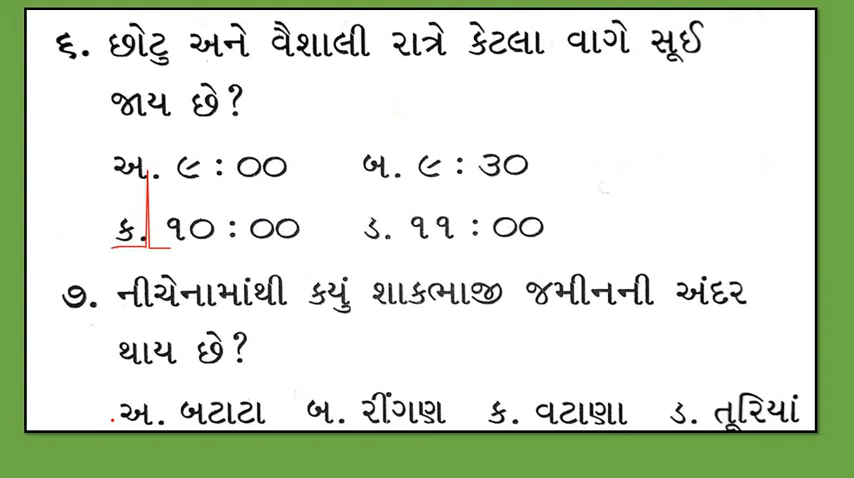 ૬. છોટુ અને વૈશાલી રાત્રે કેટલા વાગે સૂઈ
જાય છે?
અ. ૯ : ૦૦ બ. ૯ : ૩૦
ક. ૧૦ : ૦૦ ડ. ૧૧ : ૦૦
૭. નીચેનામાંથી કયું શાકભાજી જમીનની અંદર
થાય છે?
અ. બટાટા બ. રીંગણ ક. વટાણા ડ. તૂરિયાં